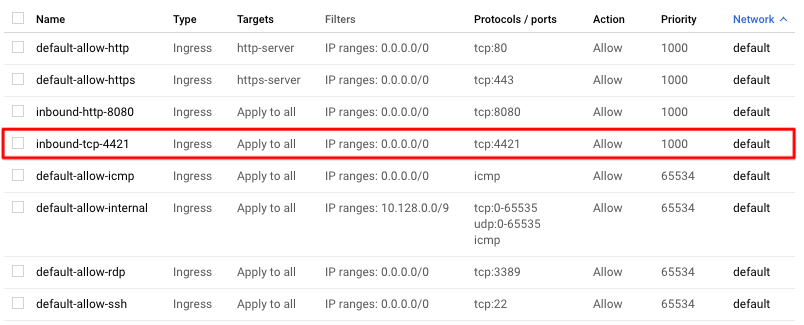 Name Type Targets Filters Protocols / ports Action Priority Network
default-allow-http Ingress http-server IP ranges: 0.0.0.0/0 tcp:80 Allow 1000 default
default-allow-https Ingress https-server IP ranges: 0.0.0.0/0 tcp:443 Allow 1000 default
inbound-http-8080 Ingress Apply to all IP ranges: 0.0.0.0/0 tcp:8080 Allow 1000 default
inbound-tcp-4421 Ingress Apply to all IP ranges: 0.0.0.0/0 tcp:4421 Allow 1000 default
default-allow-icmp Ingress Apply to all IP ranges: 0.0.0.0/0 icmp Allow 65534 default
default-allow-internal Ingress Apply to all IP ranges: 10.128.0.0/9 tcp:0-65535 Allow 65534 default
udp:0-65535
icmp
default-allow-rdp Ingress Apply to all IP ranges: 0.0.0.0/0 tcp:3389 Allow 65534 default
default-allow-ssh Ingress Apply to all IP ranges: 0.0.0.0/0 tcp:22 Allow 65534 default